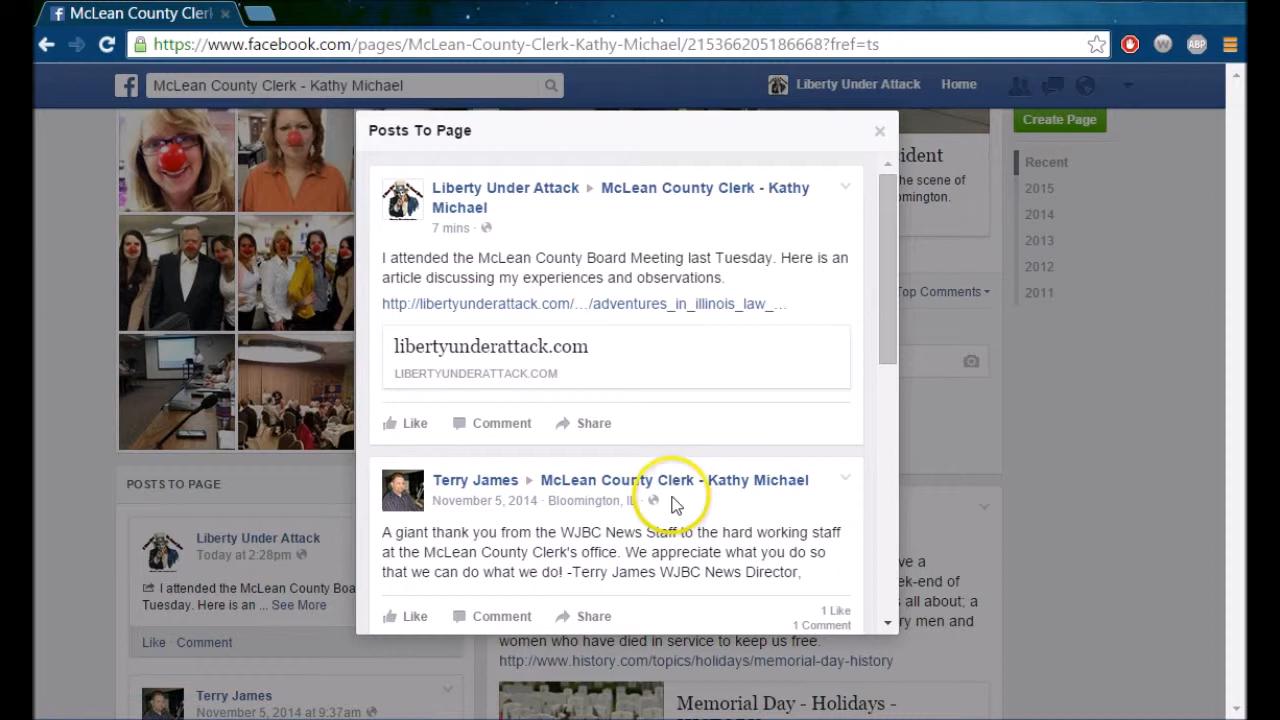 McLean County Cler
https://www.facebook.com/pages/McLean-County-Clerk-Kathy-Michael/215366205186668?fref=ts
W
ABP
McLean County Clerk - Kathy Michael
Liberty Under Attack
Home
Posts To Page
Create Page
ident
he scene of
omington.
Recent
2015
2014
2013
2012
2011
Liberty Under Attack ▸ McLean County Clerk - Kathy
Michael
7 mins ·
I attended the McLean County Board Meeting last Tuesday. Here is an
article discussing my experiences and observations.
http://libertyunderattack.com/…/adventures_in_illinois_law_…
libertyunderattack.com
LIBERTYUNDERATTACK.COM
Like Comment Share
Top Comments
Terry James ▸ McLean County Clerk - Kathy Michael
November 5, 2014 · Bloomington, IL ·
A giant thank you from the WJBC News Staff to the hard working staff
at the McLean County Clerk's office. We appreciate what you do so
that we can do what we do! -Terry James WJBC News Director,
Like Comment Share
1 Like
1 Comment
POSTS TO PAGE
Liberty Under Attack
Today at 2:28pm
I attended the McLean County Boa
Tuesday. Here is an ... See More
Like · Comment
Terry James
November 5, 2014 at 9:37am
ve a
ek-end of
s all about; a
ry men and
women who have died in service to keep us free.
http://www.history.com/topics/holidays/memorial-day-history
Memorial Day - Holidays -